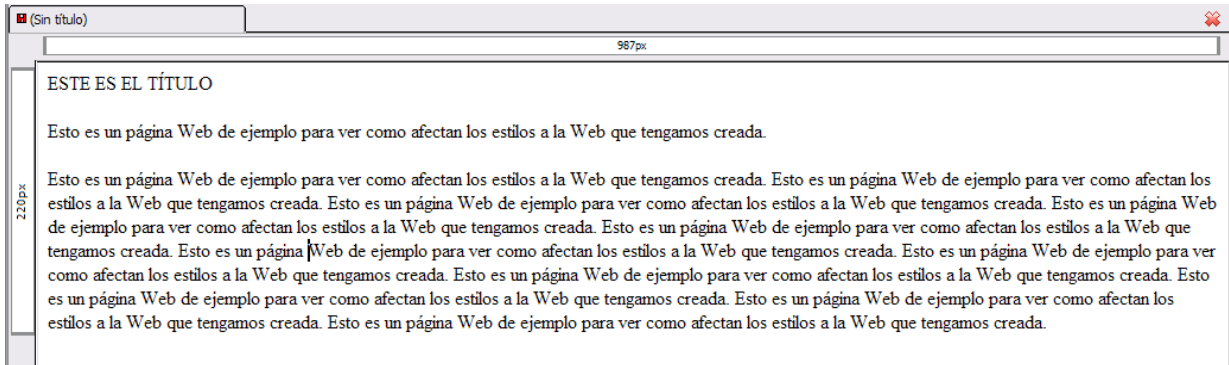 (Sin título)
987px
220px
ESTE ES EL TÍTULO
Esto es un página Web de ejemplo para ver como afectan los estilos a la Web que tengamos creada.
Esto es un página Web de ejemplo para ver como afectan los estilos a la Web que tengamos creada. Esto es un página Web de ejemplo para ver como afectan los
estilos a la Web que tengamos creada. Esto es un página Web de ejemplo para ver como afectan los estilos a la Web que tengamos creada. Esto es un página Web
de ejemplo para ver como afectan los estilos a la Web que tengamos creada. Esto es un página Web de ejemplo para ver como afectan los estilos a la Web que
tengamos creada. Esto es un página Web de ejemplo para ver como afectan los estilos a la Web que tengamos creada. Esto es un página Web de ejemplo para ver
como afectan los estilos a la Web que tengamos creada. Esto es un página Web de ejemplo para ver como afectan los estilos a la Web que tengamos creada. Esto
es un página Web de ejemplo para ver como afectan los estilos a la Web que tengamos creada. Esto es un página Web de ejemplo para ver como afectan los
estilos a la Web que tengamos creada. Esto es un página Web de ejemplo para ver como afectan los estilos a la Web que tengamos creada.